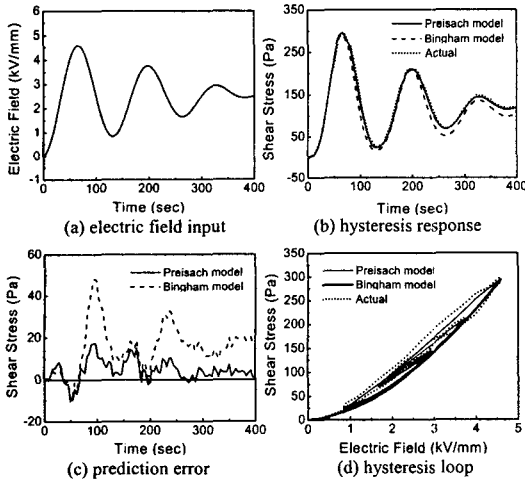 Electric Field (kV/mm)
6
5
4
3
2
1
0
-1
0 100 200 300 400
Time (sec)
(a) electric field input
Shear Stress (Pa)
350
250
150
50
-50
Preisach model
Bingham model
Actual
0 100 200 300 400
Time (sec)
(b) hysteresis response
Shear Stress (Pa)
60
40
20
0
-20
Preisach model
Bingham model
0 100 200 300 400
Time (sec)
(c) prediction error
Shear Stress (Pa)
350
300
250
200
150
100
50
0
Preisach model
Bingham model
Actual
0 1 2 3 4 5
Electric Field (kV/mm)
(d) hysteresis loop